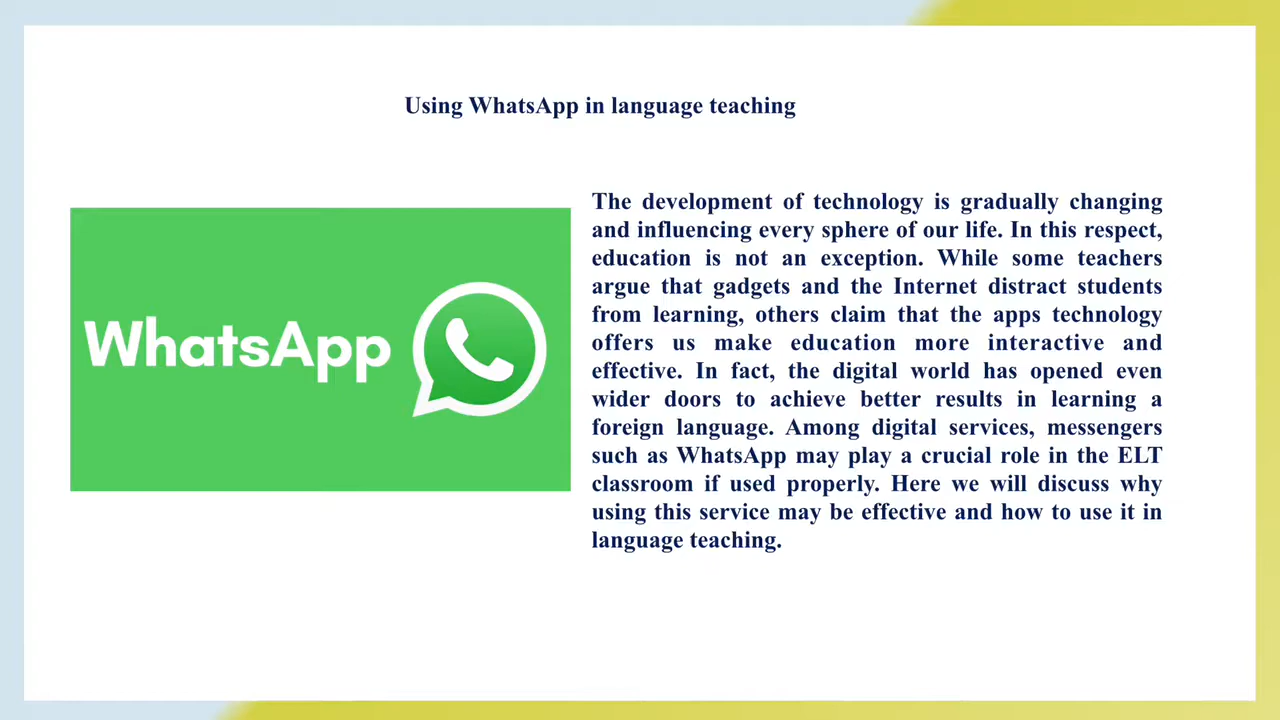 Using WhatsApp in language teaching
WhatsApp
The development of technology is gradually changing
and influencing every sphere of our life. In this respect,
education is not an exception. While some teachers
argue that gadgets and the Internet distract students
from learning, others claim that the apps technology
offers us make education more interactive and
effective. In fact, the digital world has opened even
wider doors to achieve better results in learning a
foreign language. Among digital services, messengers
such as WhatsApp may play a crucial role in the ELT
classroom if used properly. Here we will discuss why
using this service may be effective and how to use it in
language teaching.